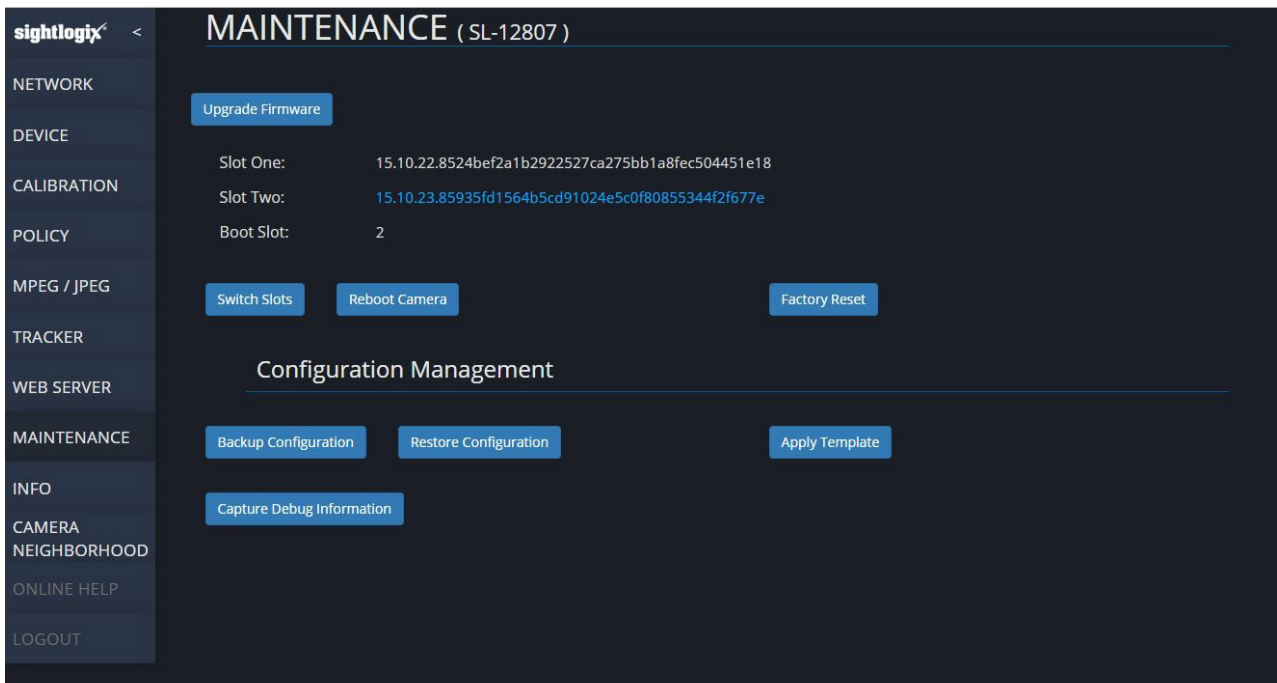 sightlogix <
NETWORK
DEVICE
CALIBRATION
POLICY
MPEG / JPEG
TRACKER
WEB SERVER
MAINTENANCE
INFO
CAMERA
NEIGHBORHOOD
ONLINE HELP
LOGOUT
MAINTENANCE ( SL-12807 )
Upgrade Firmware
Slot One: 15.10.22.8524bef2a1b2922527ca275bb1a8fec504451e18
Slot Two: 15.10.23.85935fd1564b5cd91024e5c0f80855344f2f677e
Boot Slot: 2
Switch Slots Reboot Camera Factory Reset
Configuration Management
Backup Configuration Restore Configuration Apply Template
Capture Debug Information